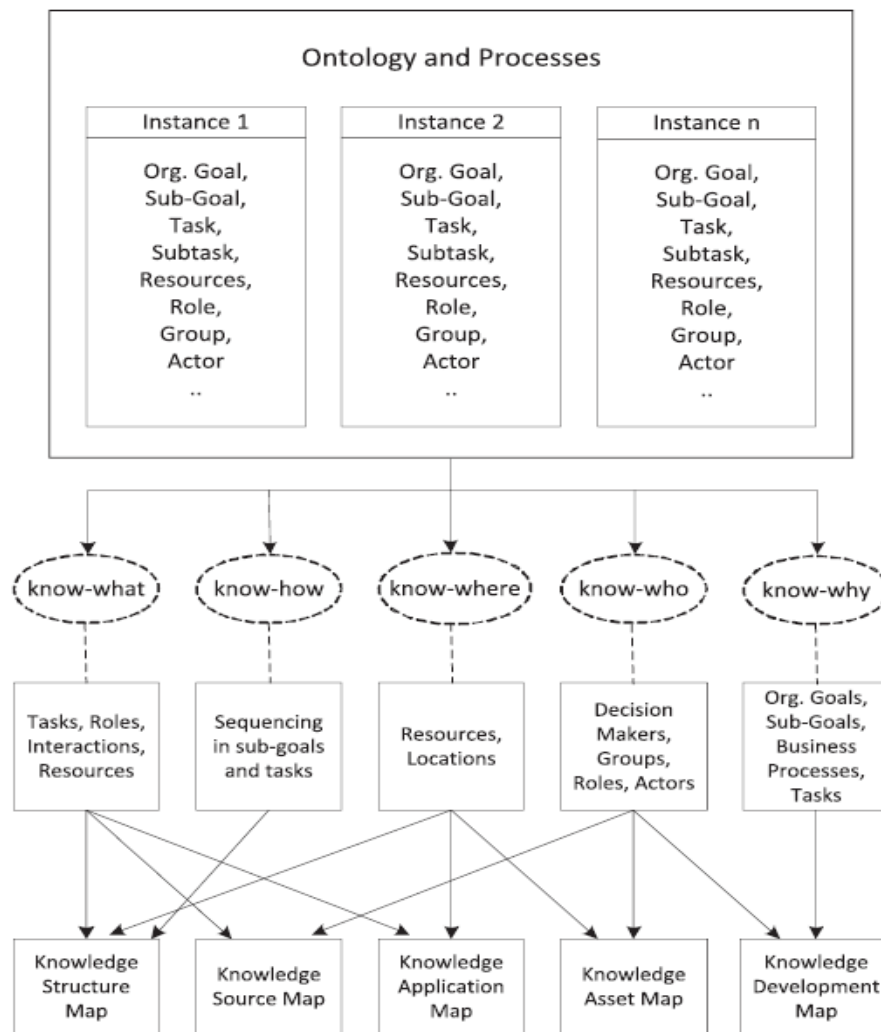 Ontology and Processes
Instance 1
Org. Goal,
Sub-Goal,
Task,
Subtask,
Resources,
Role,
Group,
Actor
..
Instance 2
Org. Goal,
Sub-Goal,
Task,
Subtask,
Resources,
Role,
Group,
Actor
..
Instance n
Org. Goal,
Sub-Goal,
Task,
Subtask,
Resources,
Role,
Group,
Actor
..
know-what
know-how
know-where
know-who
know-why
Tasks, Roles,
Interactions,
Resources
Sequencing
in sub-goals
and tasks
Resources,
Locations
Decision
Makers,
Groups,
Roles, Actors
Org. Goals,
Sub-Goals,
Business
Processes,
Tasks
Knowledge
Structure
Map
Knowledge
Source Map
Knowledge
Application
Map
Knowledge
Asset Map
Knowledge
Development
Map